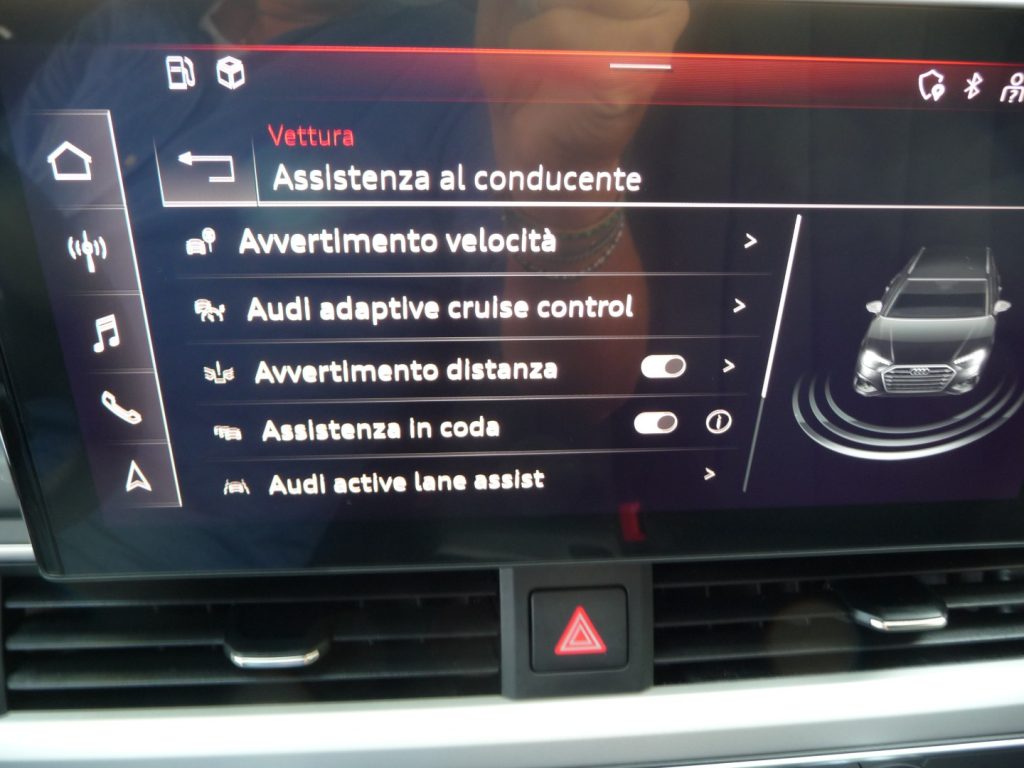 Vettura
Assistenza al conducente
Avvertimento velocità
Audi adaptive cruise control
Avvertimento distanza
Assistenza in coda
Audi active lane assist